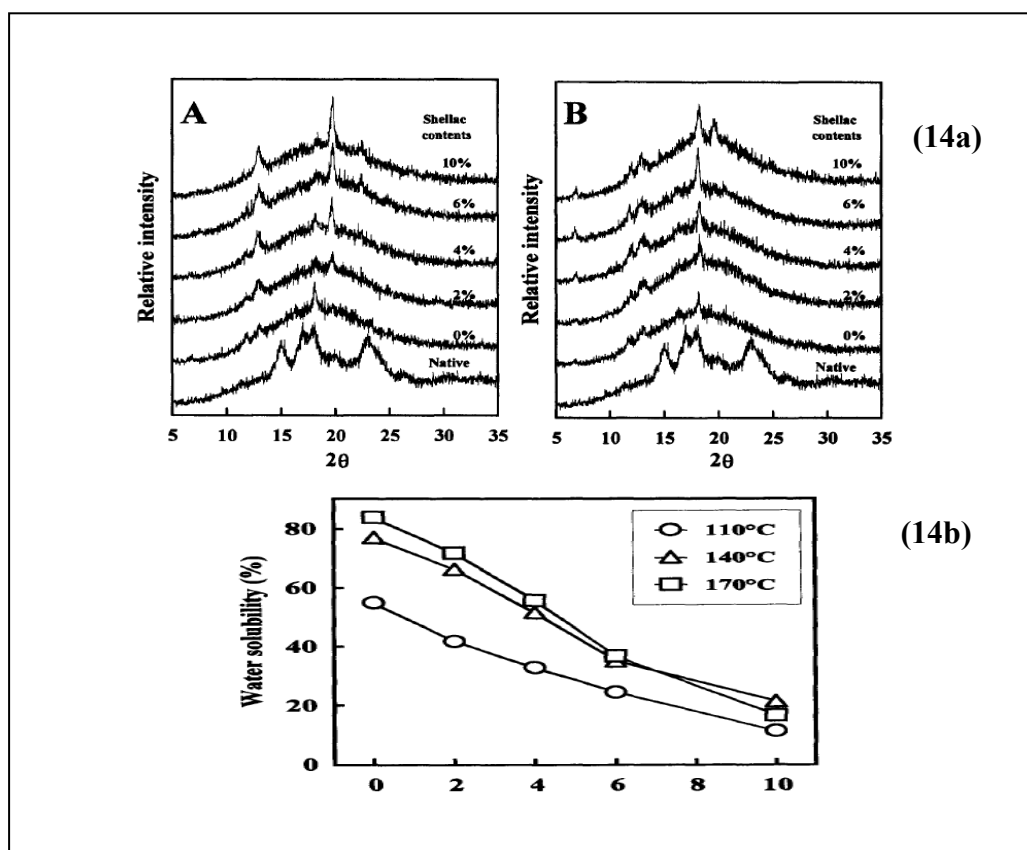 A
Shellac
contents
10%
6%
4%
2%
0%
Native
Relative intensity
5 10 15 20 25 30 35
2θ
B
Shellac
contents
10%
6%
4%
2%
0%
Native
Relative intensity
5 10 15 20 25 30 35
2θ
(14a)
Water solubility (%)
80
60
40
20
0
0 2 4 6 8 10
110°C
140°C
170°C
(14b)